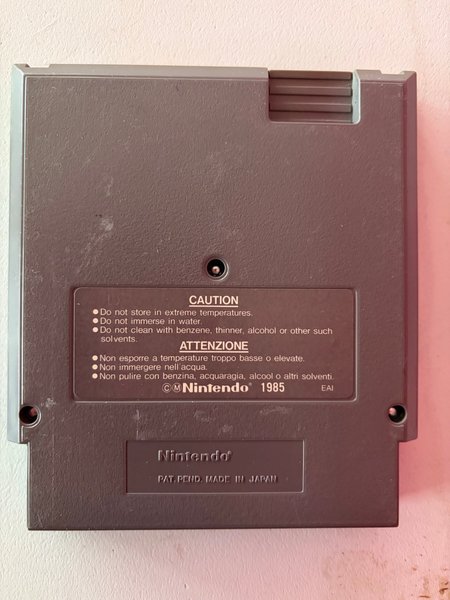 CAUTION
● Do not store in extreme temperatures.
● Do not immerse in water.
● Do not clean with benzene, thinner, alcohol or other such
solvents.
ATTENZIONE
● Non esporre a temperature troppo basse o elevate.
● Non immergere nell'acqua.
● Non pulire con benzina, acquaragia, alcool o altri solventi.
©ⓂNintendo® 1985 EAI
Nintendo®
PAT. PEND. MADE IN JAPAN